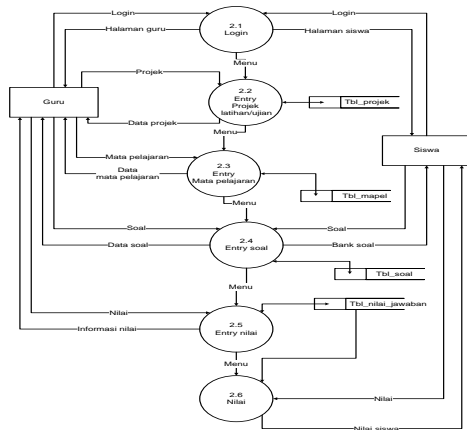 Login
2.1
Login
Login
Halaman guru
Halaman siswa
Menu
Projek
2.2
Entry
Projek
latihan/ujian
Tbl_projek
Guru
Data projek
Menu
Siswa
Mata pelajaran
2.3
Entry
Mata pelajaran
Data
mata pelajaran
Tbl_mapel
Menu
Soal
Soal
2.4
Entry soal
Data soal
Bank soal
Tbl_soal
Menu
Tbl_nilai_jawaban
Nilai
2.5
Entry nilai
Informasi nilai
Menu
2.6
Nilai
Nilai
Nilai siswa